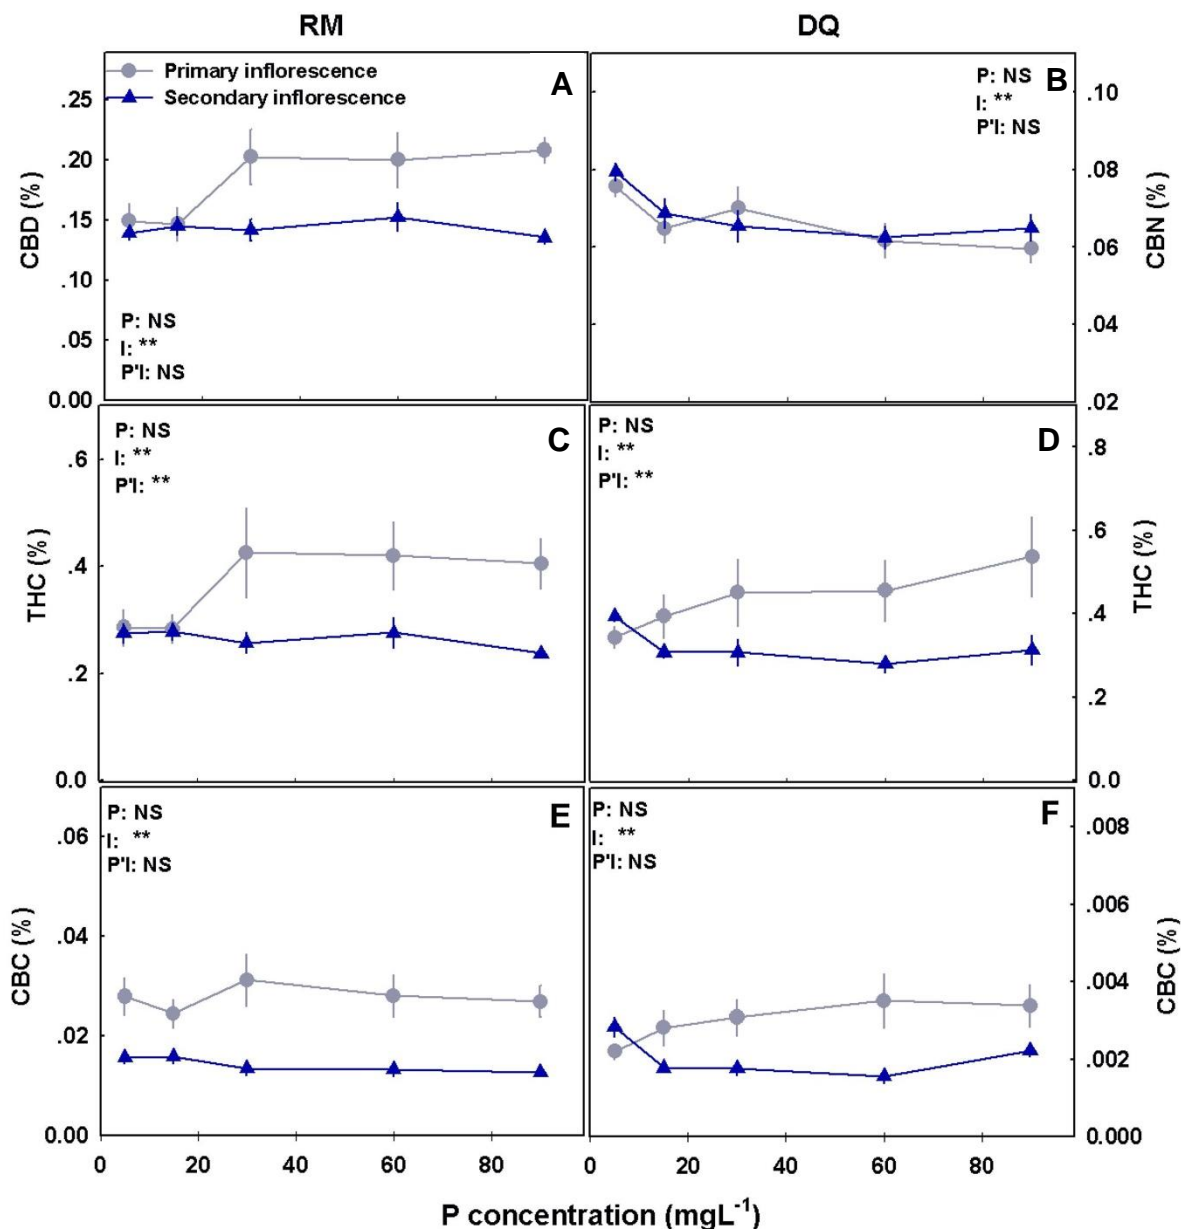 RM
DQ
Primary inflorescence
Secondary inflorescence
A
CBD (%)
.25
.20
.15
.10
.05
0.00
P: NS
I: **
P'I: NS
B
P: NS
I: **
P'I: NS
.10
.08
.06
.04
.02
CBN (%)
C
P: NS
I: **
P'I: **
THC (%)
.6
.4
.2
0.0
D
P: NS
I: **
P'I: **
.02
.8
.6
.4
.2
0.0
THC (%)
E
P: NS
I: **
P'I: NS
CBC (%)
.06
.04
.02
0.00
F
P: NS
I: **
P'I: NS
.008
.006
.004
.002
0.000
CBC (%)
0 20 40 60 80
0 20 40 60 80
P concentration (mgL⁻¹)